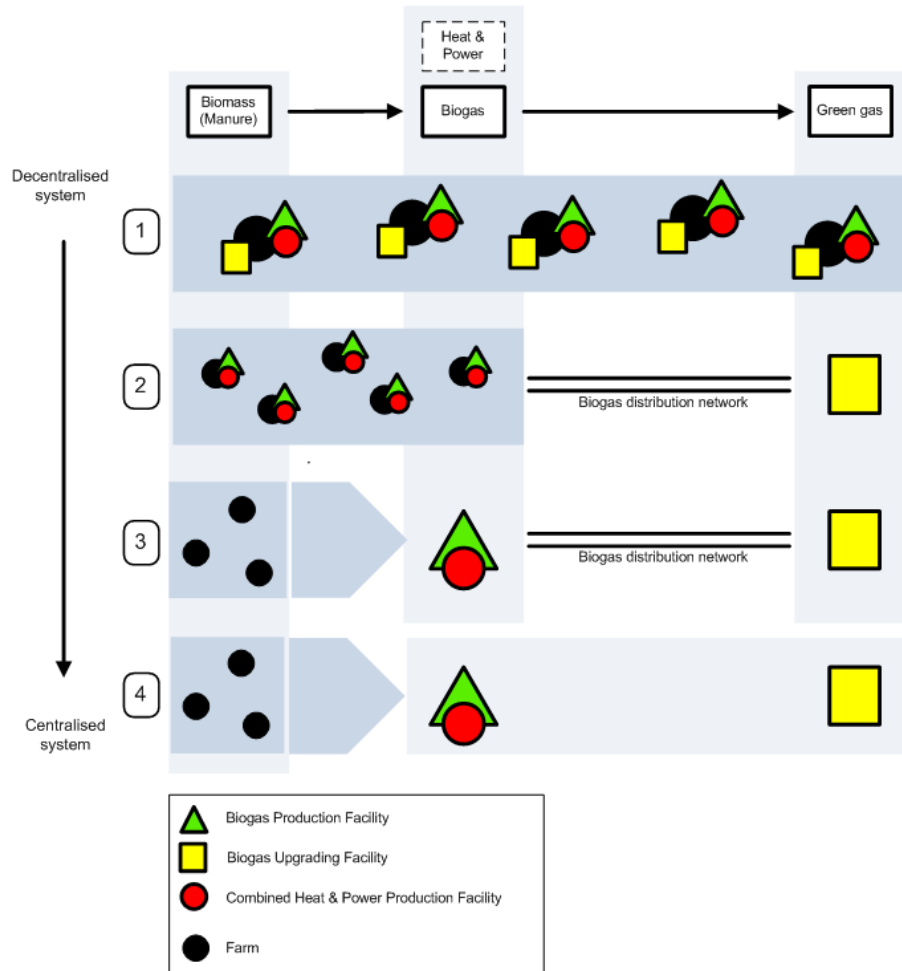 Heat &
Power
Biomass
(Manure)
Biogas
Green gas
Decentralised
system
1
2
Biogas distribution network
3
Biogas distribution network
4
Centralised
system
Biogas Production Facility
Biogas Upgrading Facility
Combined Heat & Power Production Facility
Farm